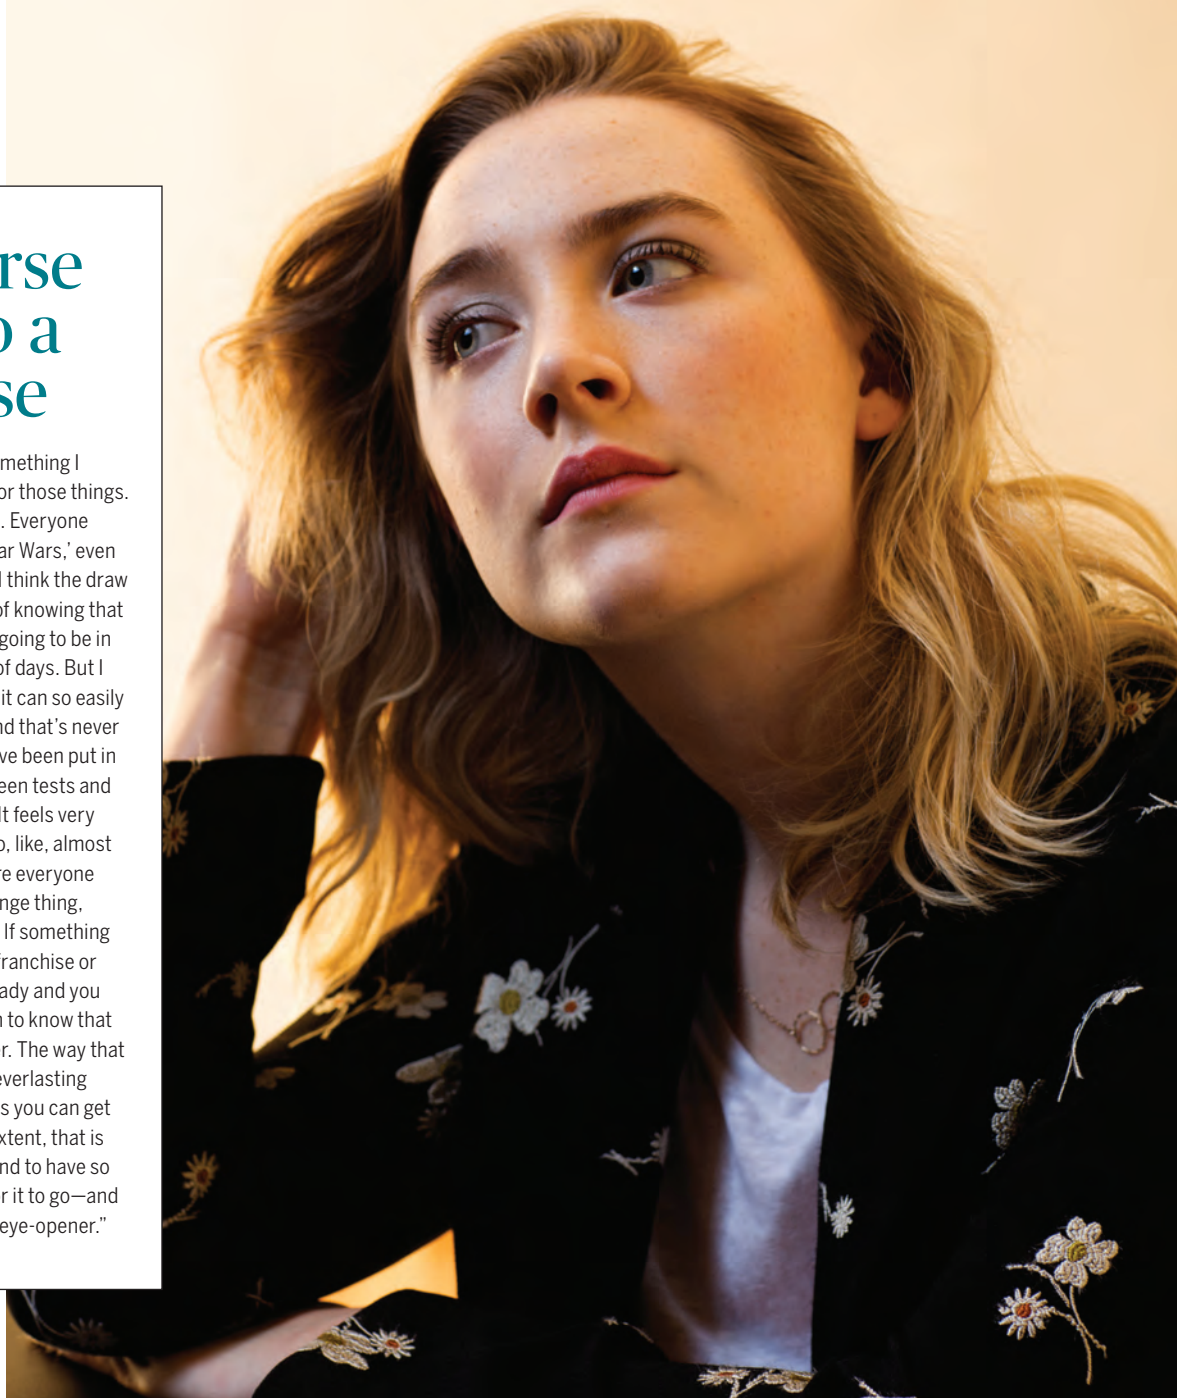 rse
o a
se
mething I
or those things.
. Everyone
ar Wars,’ even
I think the draw
of knowing that
going to be in
of days. But I
it can so easily
nd that’s never
ve been put in
een tests and
It feels very
o, like, almost
re everyone
nge thing,
If something
franchise or
ady and you
n to know that
r. The way that
everlasting
s you can get
xtent, that is
nd to have so
r it to go—and
eye-opener.”